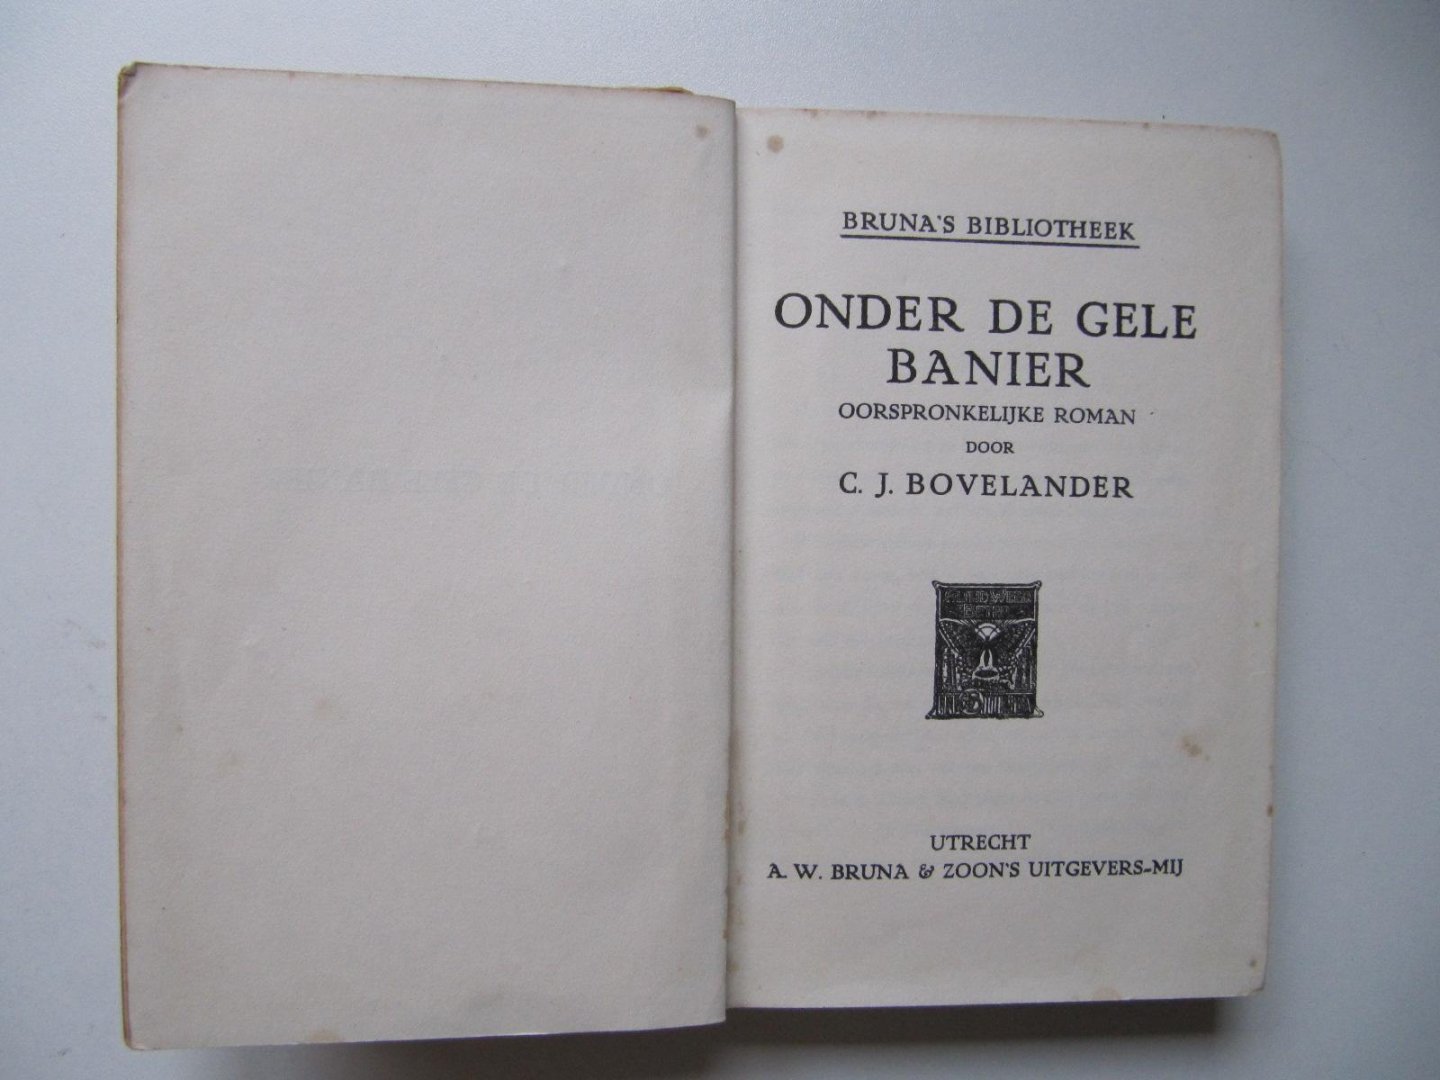 BRUNA'S BIBLIOTHEEK
ONDER DE GELE
BANIER
OORSPRONKELIJKE ROMAN
DOOR
C. J. BOVELANDER
UTRECHT
A. W. BRUNA & ZOON'S UITGEVERS-MIJ